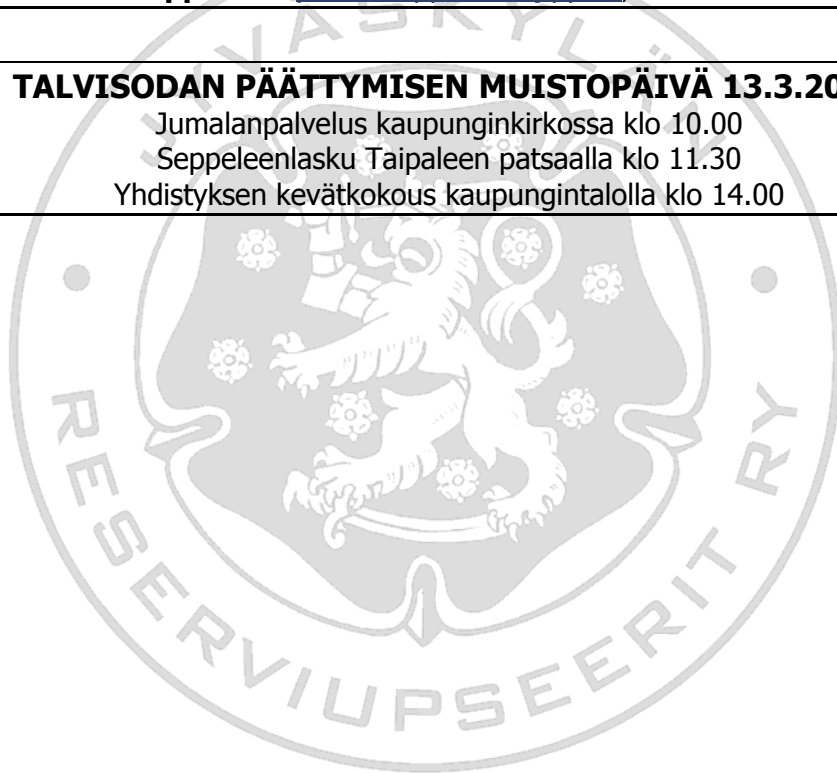 TALVISODAN PÄÄTTYMISEN MUISTOPÄIVÄ 13.3.20
Jumalanpalvelus kaupunginkirkossa klo 10.00
Seppeleenlasku Taipaleen patsaalla klo 11.30
Yhdistyksen kevätkokous kaupungintalolla klo 14.00
JYVÄSKYLÄN
RESERVIUPSEERIT RY